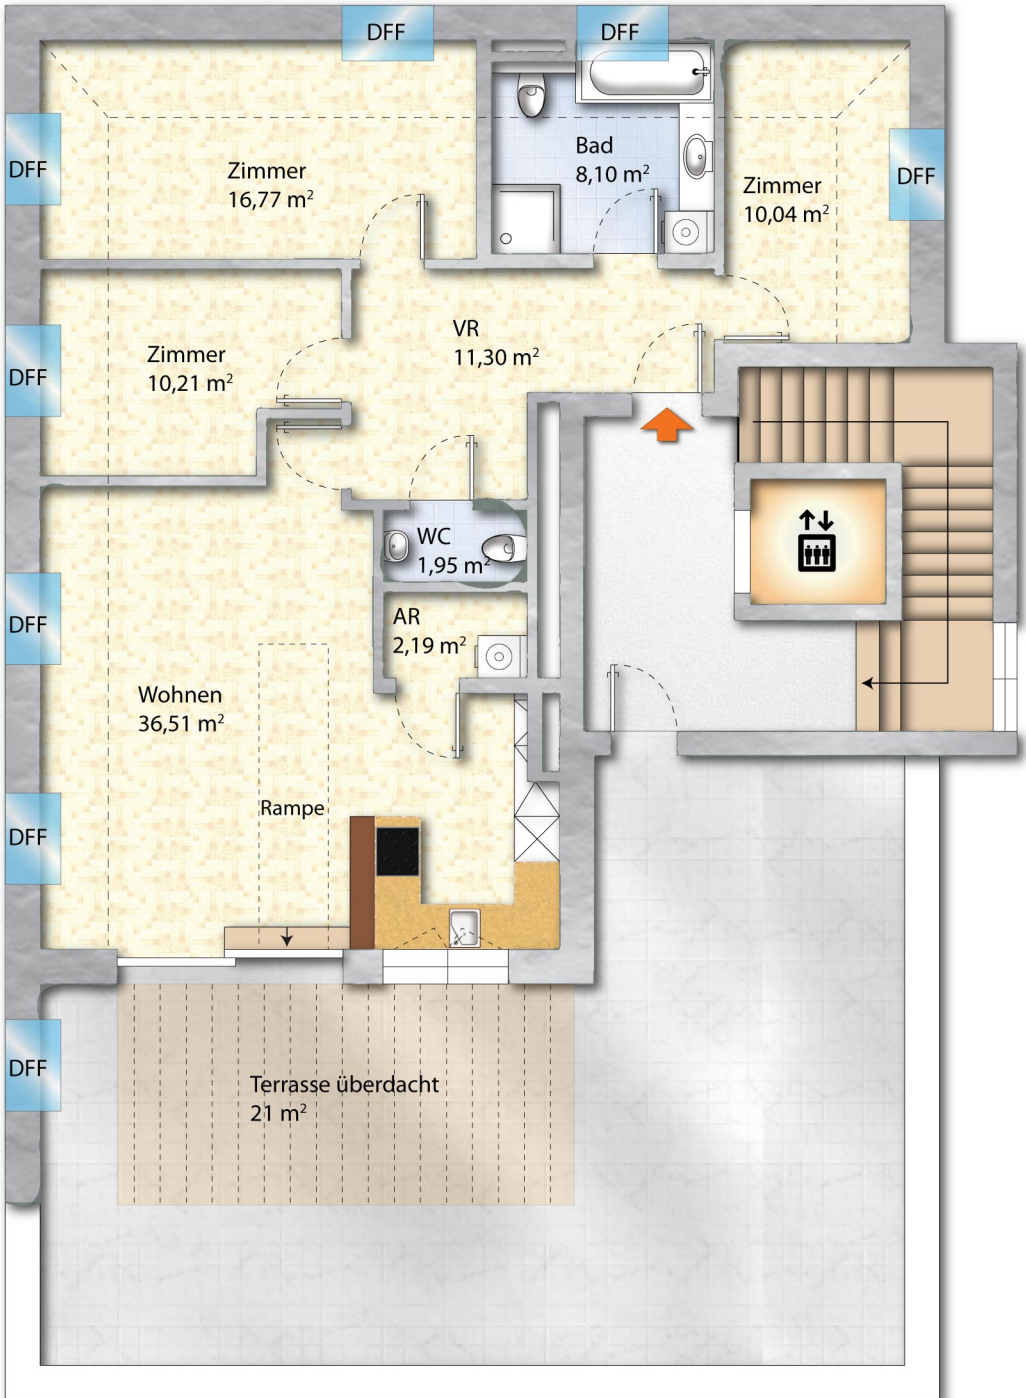 DFF
DFF
DFF
DFF
Zimmer
16,77 m²
Bad
8,10 m²
Zimmer
10,04 m²
DFF
Zimmer
10,21 m²
VR
11,30 m²
DFF
WC
1,95 m²
AR
2,19 m²
Wohnen
36,51 m²
DFF
Rampe
DFF
Terrasse überdacht
21 m²